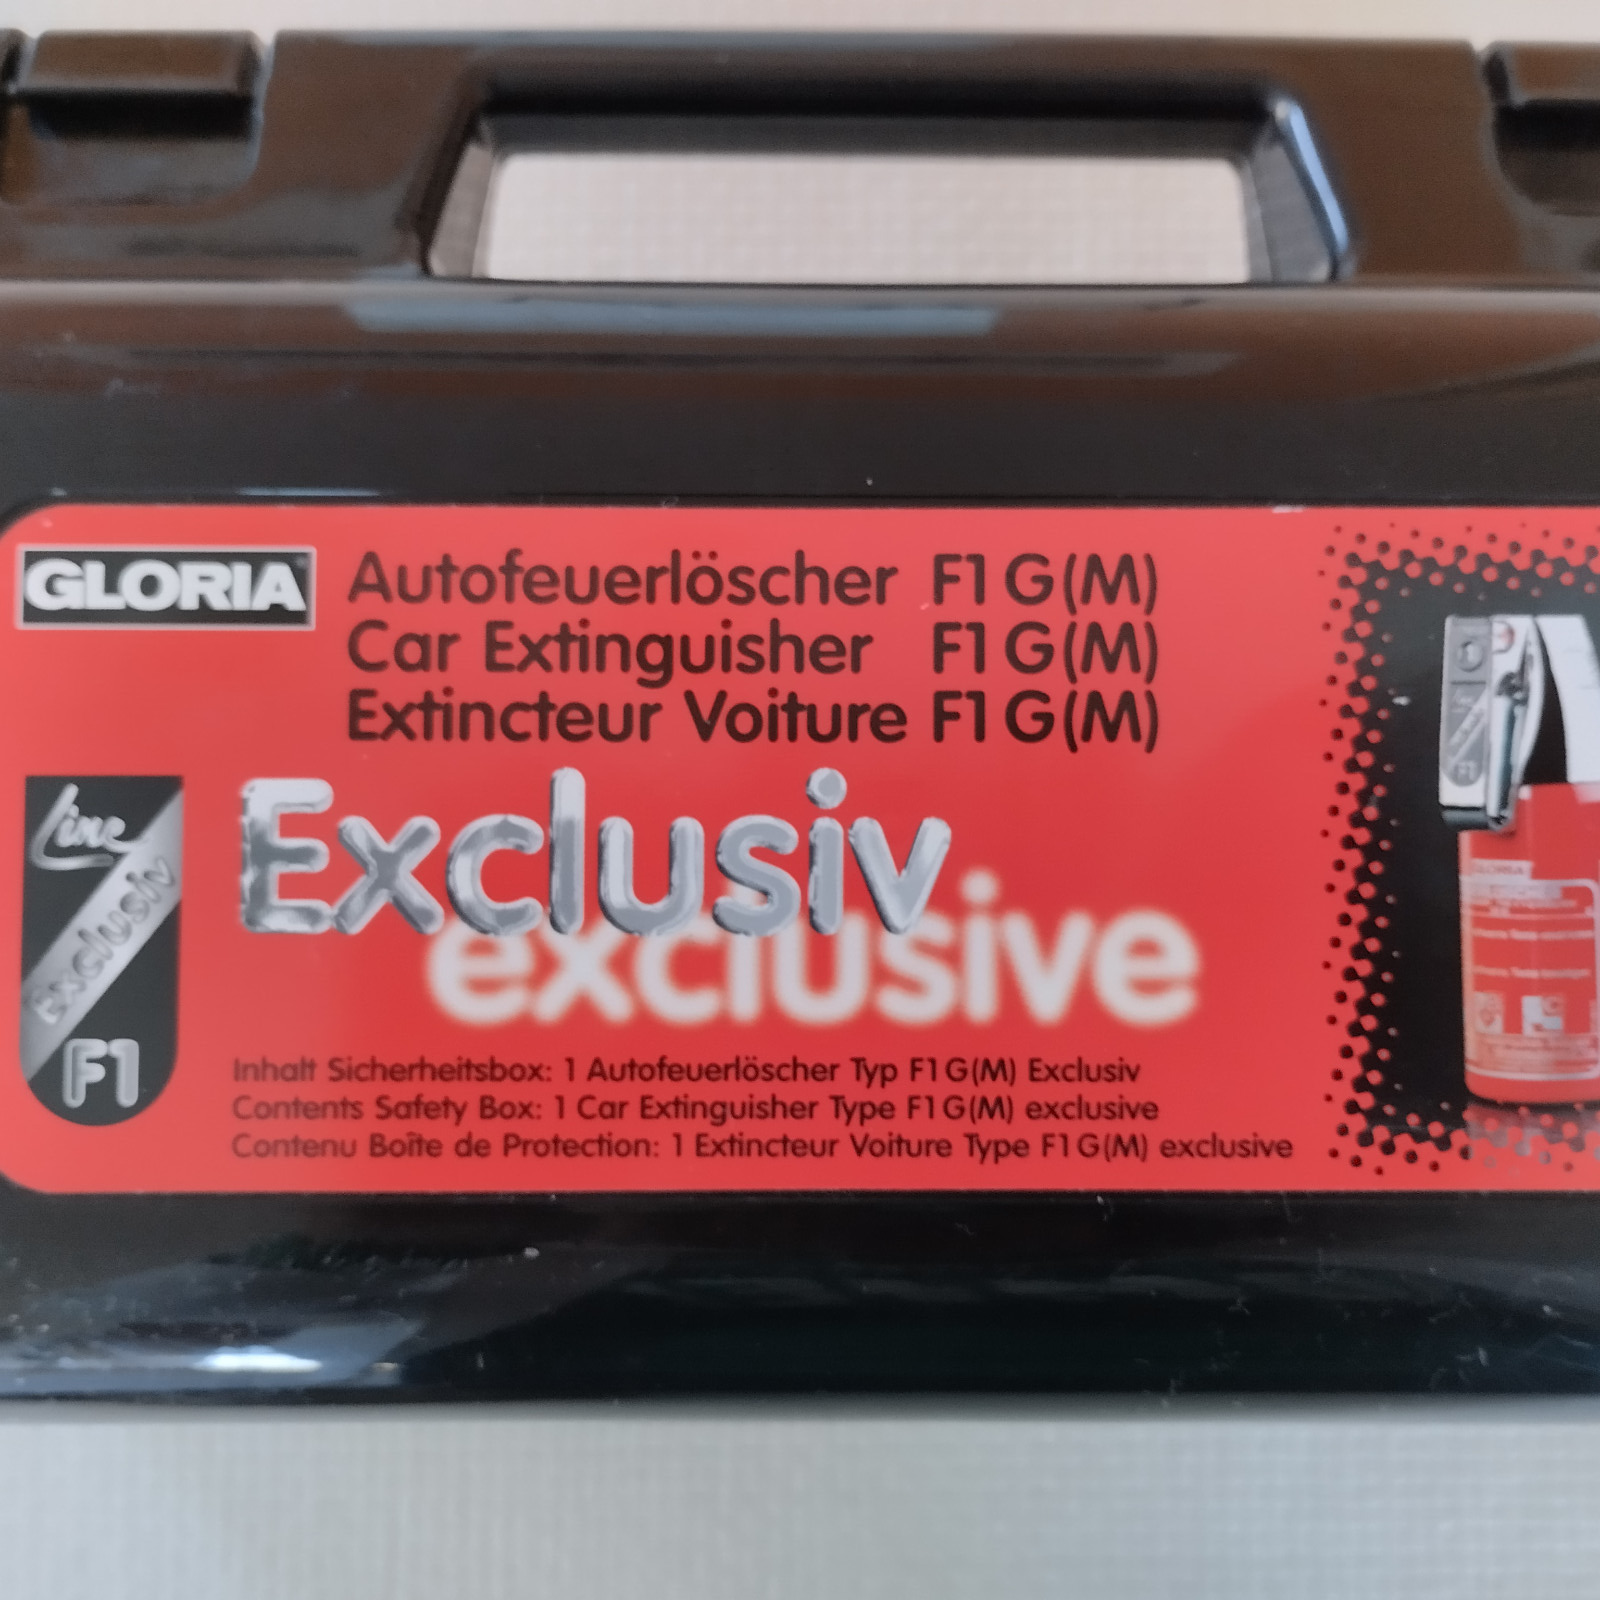 GLORIA
Autofeuerlöscher F1 G(M)
Car Extinguisher F1 G(M)
Extincteur Voiture F1 G(M)
Line
Exclusiv
F1
Exclusiv
exclusive
Inhalt Sicherheitsbox: 1 Autofeuerlöscher Typ F1 G(M) Exclusiv
Contents Safety Box: 1 Car Extinguisher Type F1 G(M) exclusive
Contenu Boîte de Protection: 1 Extincteur Voiture Type F1 G(M) exclusive
GLORIA